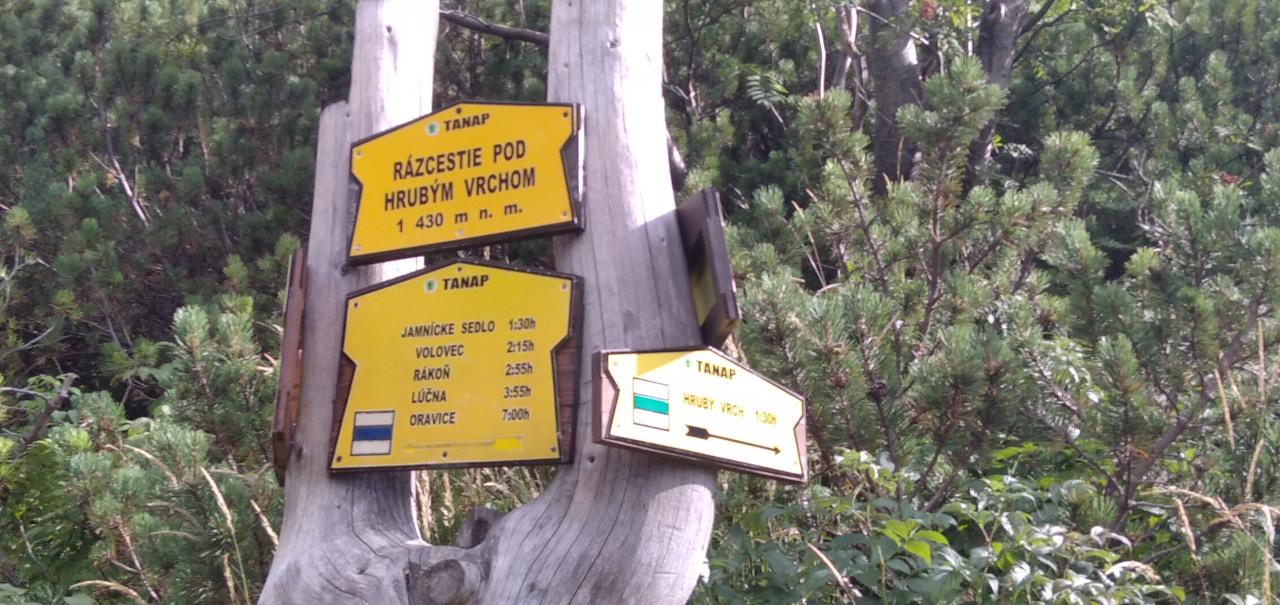 TANAP
RÁZCESTIE POD
HRUBÝM VRCHOM
1 430 m n. m.
TANAP
JAMNÍCKE SEDLO 1:30h
VOLOVEC 2:15h
RÁKOŇ 2:55h
LÚČNA 3:55h
ORAVICE 7:00h
TANAP
HRUBÝ VRCH 1:30h